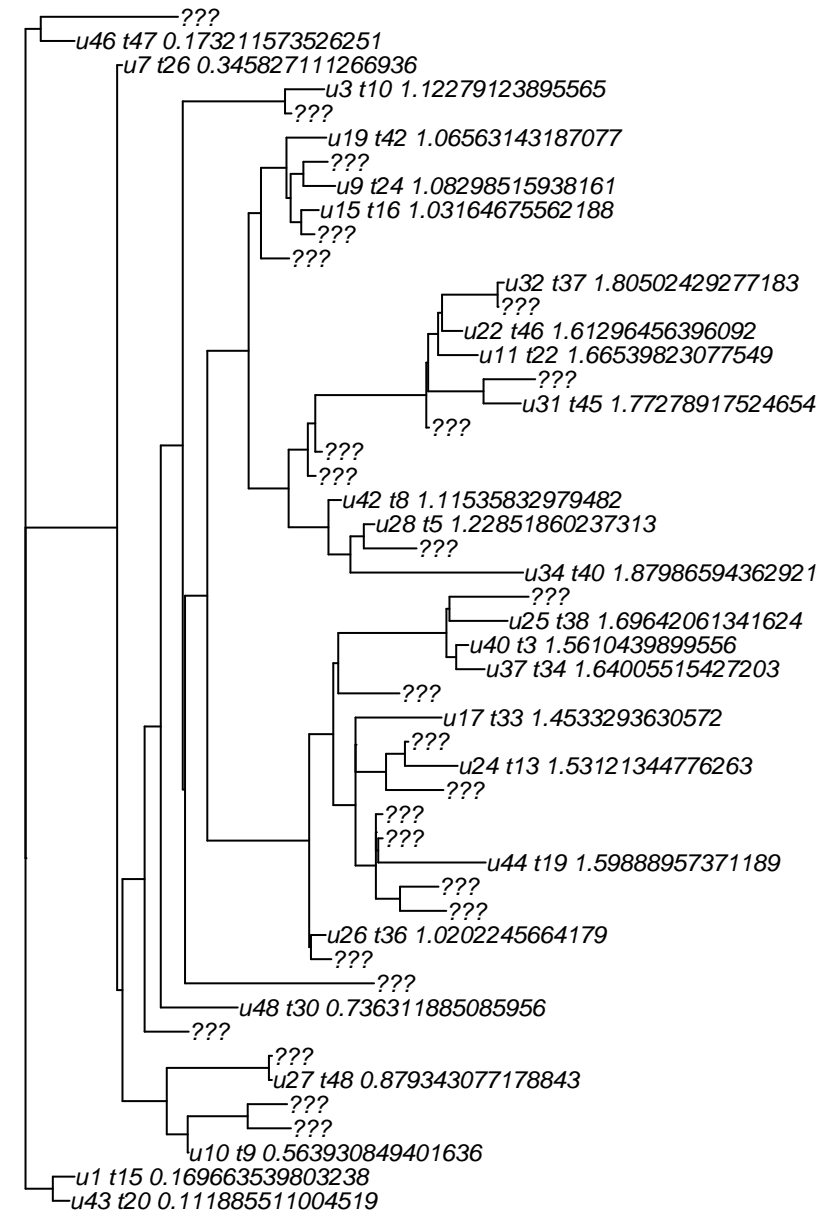 ???
u46 t47 0.173211573526251
u7 t26 0.345827111266936
u3 t10 1.12279123895565
???
u19 t42 1.06563143187077
???
u9 t24 1.08298515938161
u15 t16 1.03164675562188
???
???
u32 t37 1.80502429277183
???
u22 t46 1.61296456396092
u11 t22 1.66539823077549
???
u31 t45 1.77278917524654
???
???
???
u42 t8 1.11535832979482
u28 t5 1.22851860237313
???
u34 t40 1.87986594362921
???
u25 t38 1.69642061341624
u40 t3 1.5610439899556
u37 t34 1.64005515427203
???
u17 t33 1.4533293630572
???
u24 t13 1.53121344776263
???
???
???
u44 t19 1.59888957371189
???
???
u26 t36 1.0202245664179
???
???
u48 t30 0.736311885085956
???
???
u27 t48 0.879343077178843
???
???
u10 t9 0.563930849401636
u1 t15 0.169663539803238
u43 t20 0.111885511004519